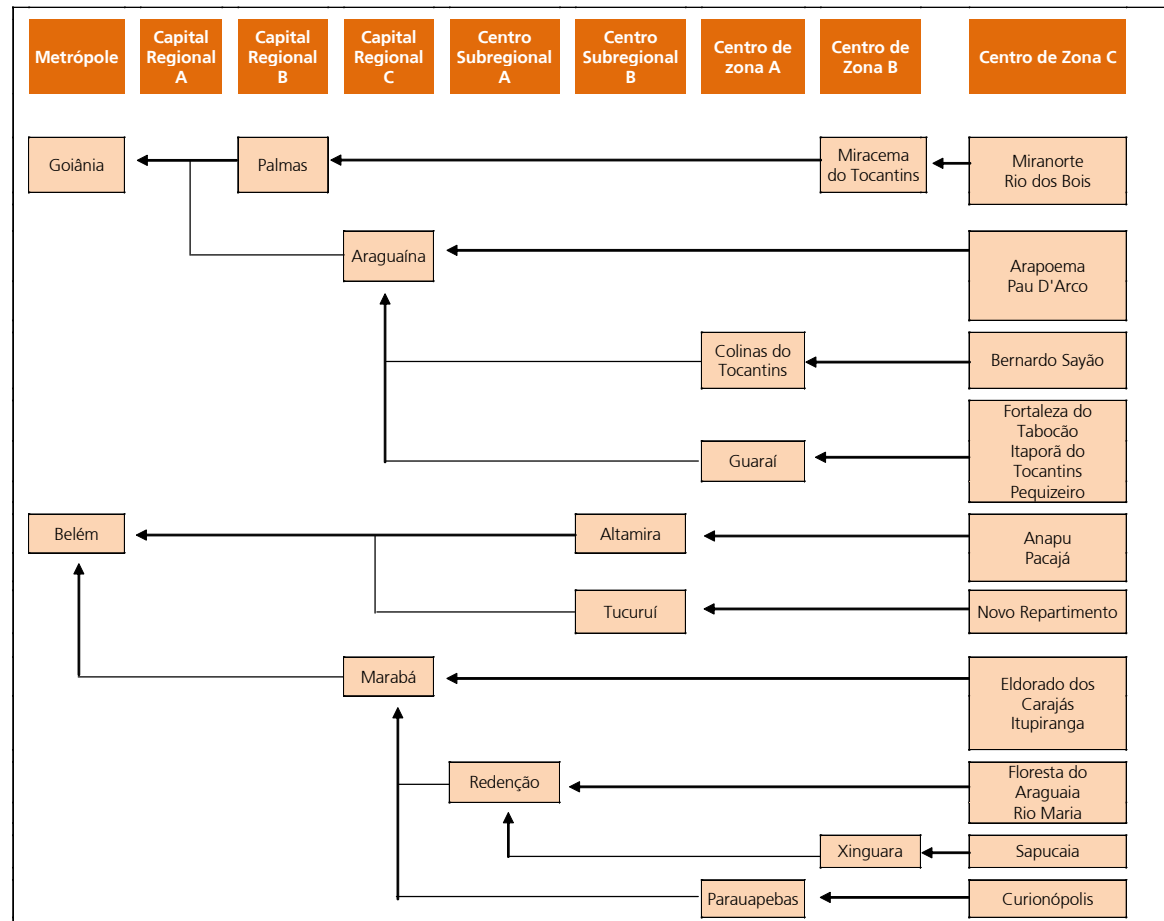 Metrópole
Capital
Regional
A
Capital
Regional
B
Capital
Regional
C
Centro
Subregional
A
Centro
Subregional
B
Centro de
zona A
Centro de
Zona B
Centro de Zona C
Goiânia
Palmas
Miracema
do Tocantins
Miranorte
Rio dos Bois
Araguaína
Arapoema
Pau D'Arco
Colinas do
Tocantins
Bernardo Sayão
Guaraí
Fortaleza do
Tabocão
Itaporã do
Tocantins
Pequizeiro
Belém
Altamira
Anapu
Pacajá
Tucuruí
Novo Repartimento
Marabá
Eldorado dos
Carajás
Itupiranga
Redenção
Floresta do
Araguaia
Rio Maria
Xinguara
Sapucaia
Parauapebas
Curionópolis